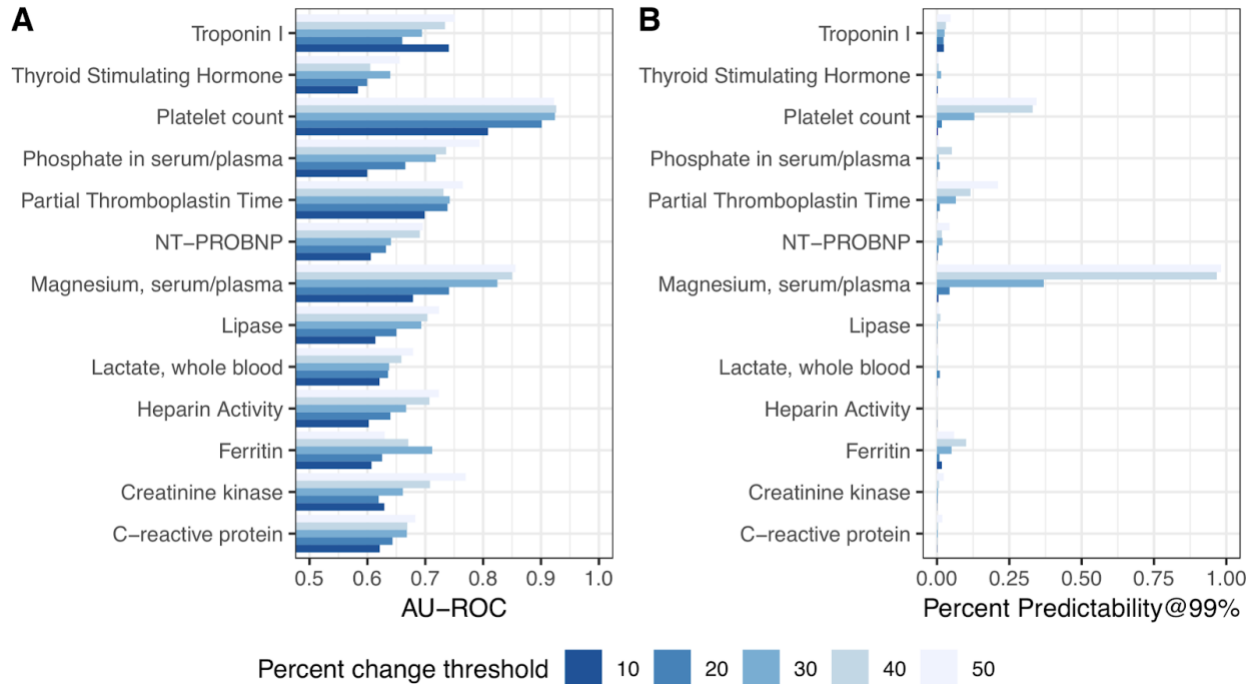 A
Troponin I
Thyroid Stimulating Hormone
Platelet count
Phosphate in serum/plasma
Partial Thromboplastin Time
NT−PROBNP
Magnesium, serum/plasma
Lipase
Lactate, whole blood
Heparin Activity
Ferritin
Creatinine kinase
C−reactive protein
0.5 0.6 0.7 0.8 0.9 1.0
AU−ROC
B
Troponin I
Thyroid Stimulating Hormone
Platelet count
Phosphate in serum/plasma
Partial Thromboplastin Time
NT−PROBNP
Magnesium, serum/plasma
Lipase
Lactate, whole blood
Heparin Activity
Ferritin
Creatinine kinase
C−reactive protein
0.00 0.25 0.50 0.75 1.00
Percent Predictability@99%
Percent change threshold 10 20 30 40 50